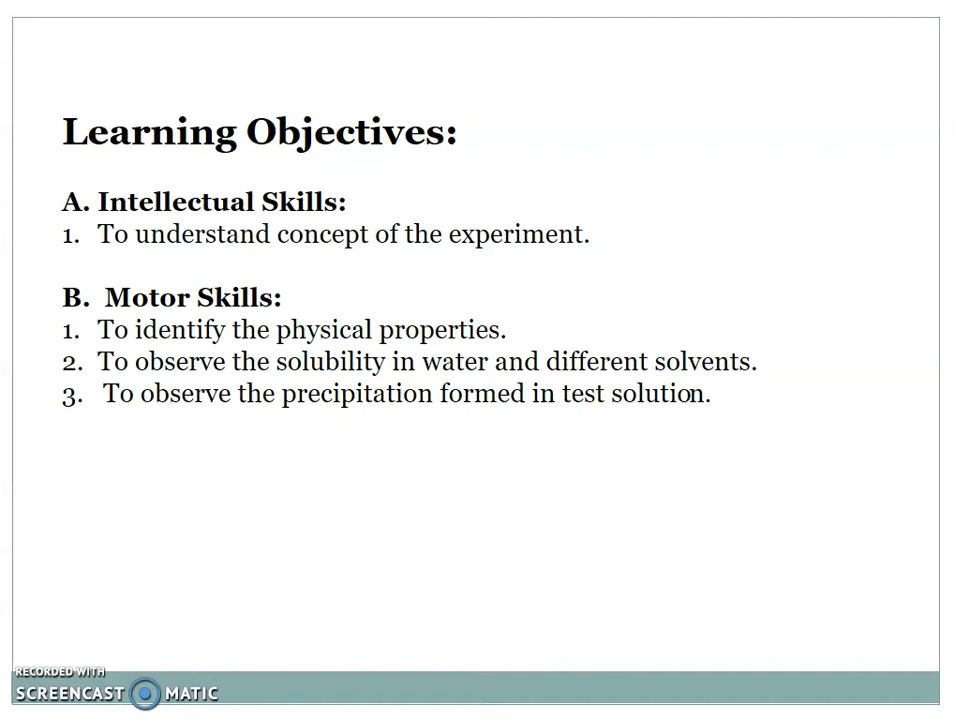 Learning Objectives:
A. Intellectual Skills:
1. To understand concept of the experiment.
B. Motor Skills:
1. To identify the physical properties.
2. To observe the solubility in water and different solvents.
3. To observe the precipitation formed in test solution.
RECORDED WITH
SCREENCAST MATIC